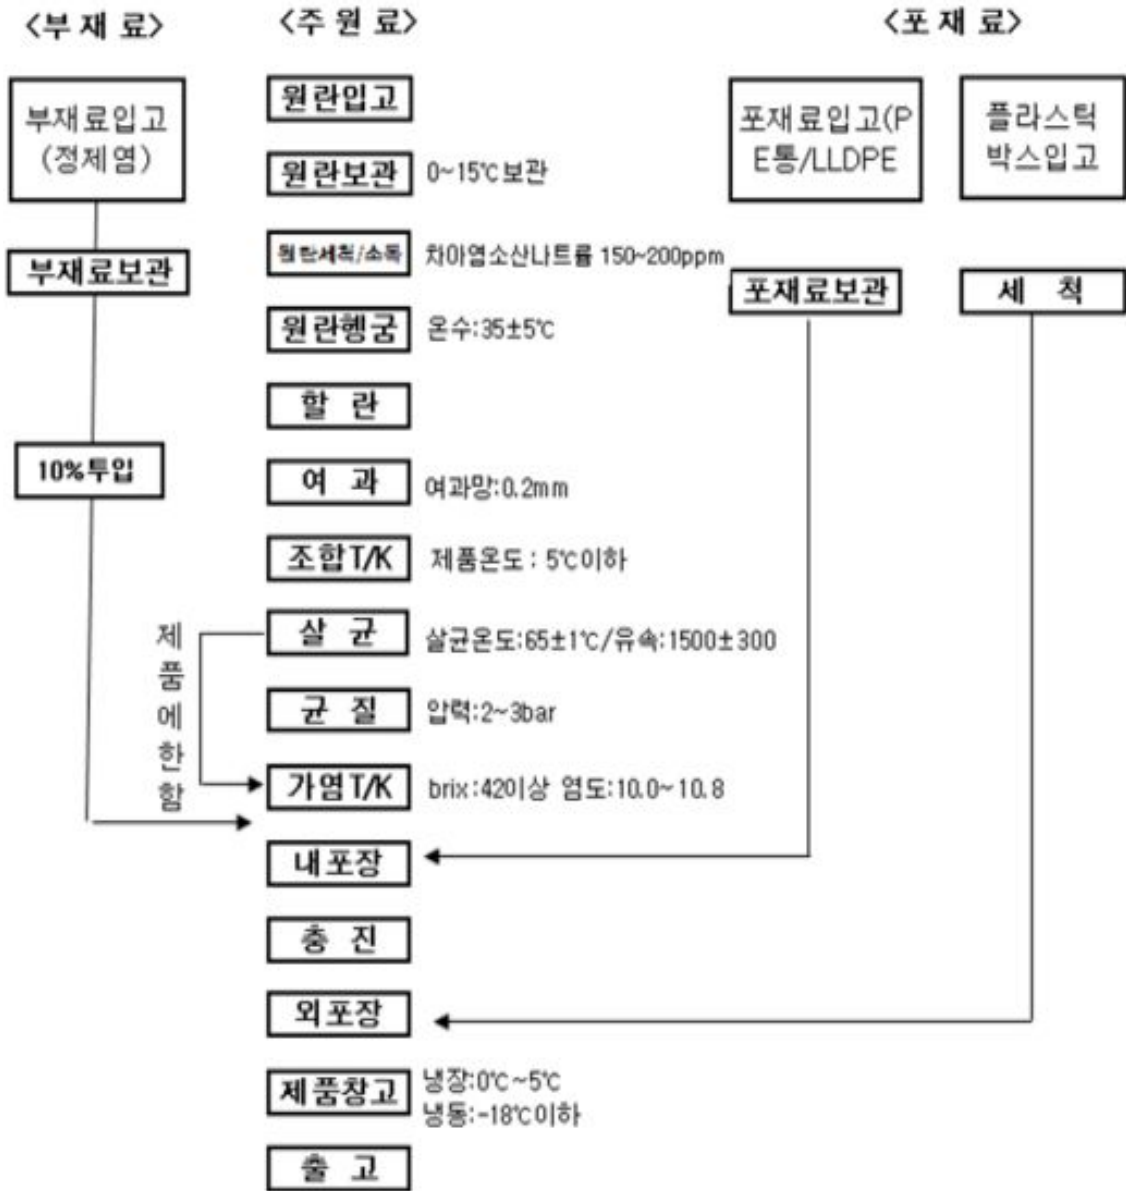 <부 재 료>
<주 원 료>
<포 재 료>
부재료입고
(정제염)
부재료보관
10%투입
제
품
에
한
함
원란입고
원란보관 0~15℃보관
원란세척/소독 차아염소산나트륨 150~200ppm
원란헹굼 온수:35±5℃
할 란
여 과 여과망:0.2mm
조합T/K 제품온도 : 5℃이하
살 균 살균온도:65±1℃/유속:1500±300
균 질 압력:2~3bar
가염T/K brix:42이상 염도:10.0~10.8
내포장
충 진
외포장
제품창고 냉장:0℃~5℃
냉동:-18℃이하
출 고
포재료입고(P
E통/LLDPE
포재료보관
플라스틱
박스입고
세 척